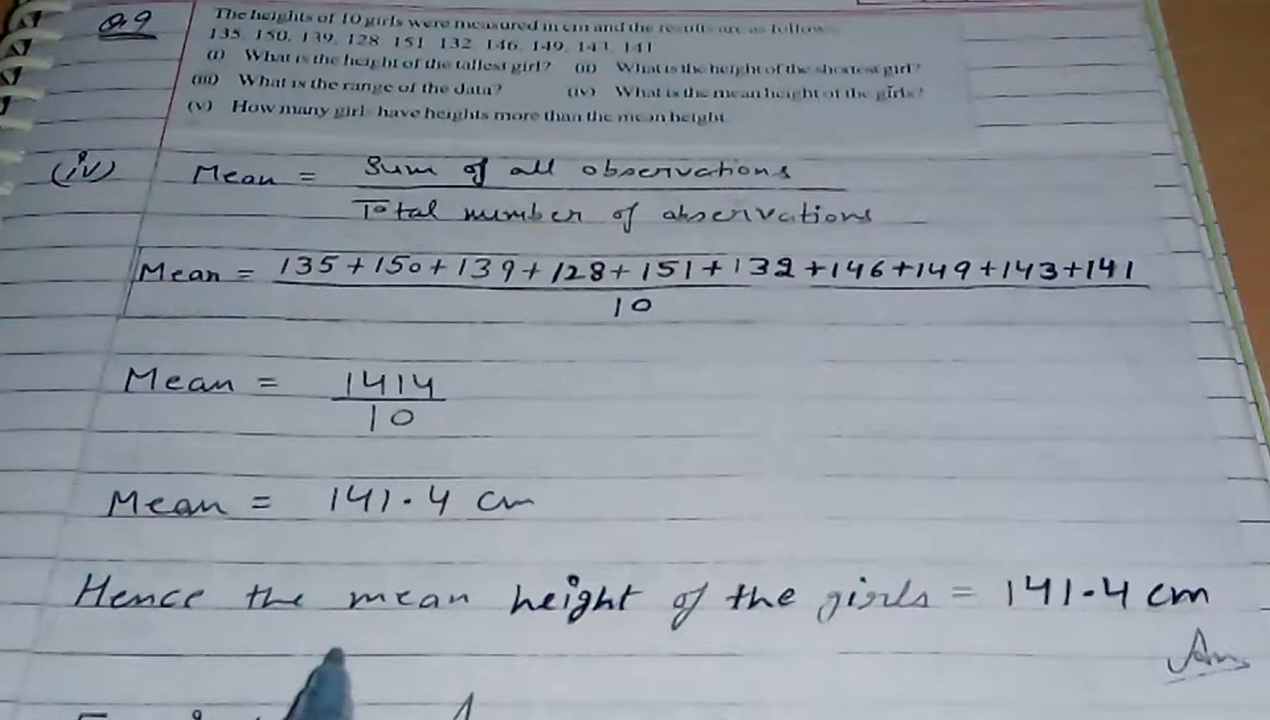 Q.9
The heights of 10 girls were measured in cm and the results are as follows
135, 150, 139, 128, 151, 132, 146, 149, 143, 141
(i) What is the height of the tallest girl? (ii) What is the height of the shortest girl?
(iii) What is the range of the data? (iv) What is the mean height of the girls?
(v) How many girls have heights more than the mean height
(iv) Mean = Sum of all observations
Total number of observations
Mean = 135+150+139+128+151+132+146+149+143+141
10
Mean = 1414
10
Mean = 141.4 cm
Hence the mean height of the girls = 141.4 cm
Ans